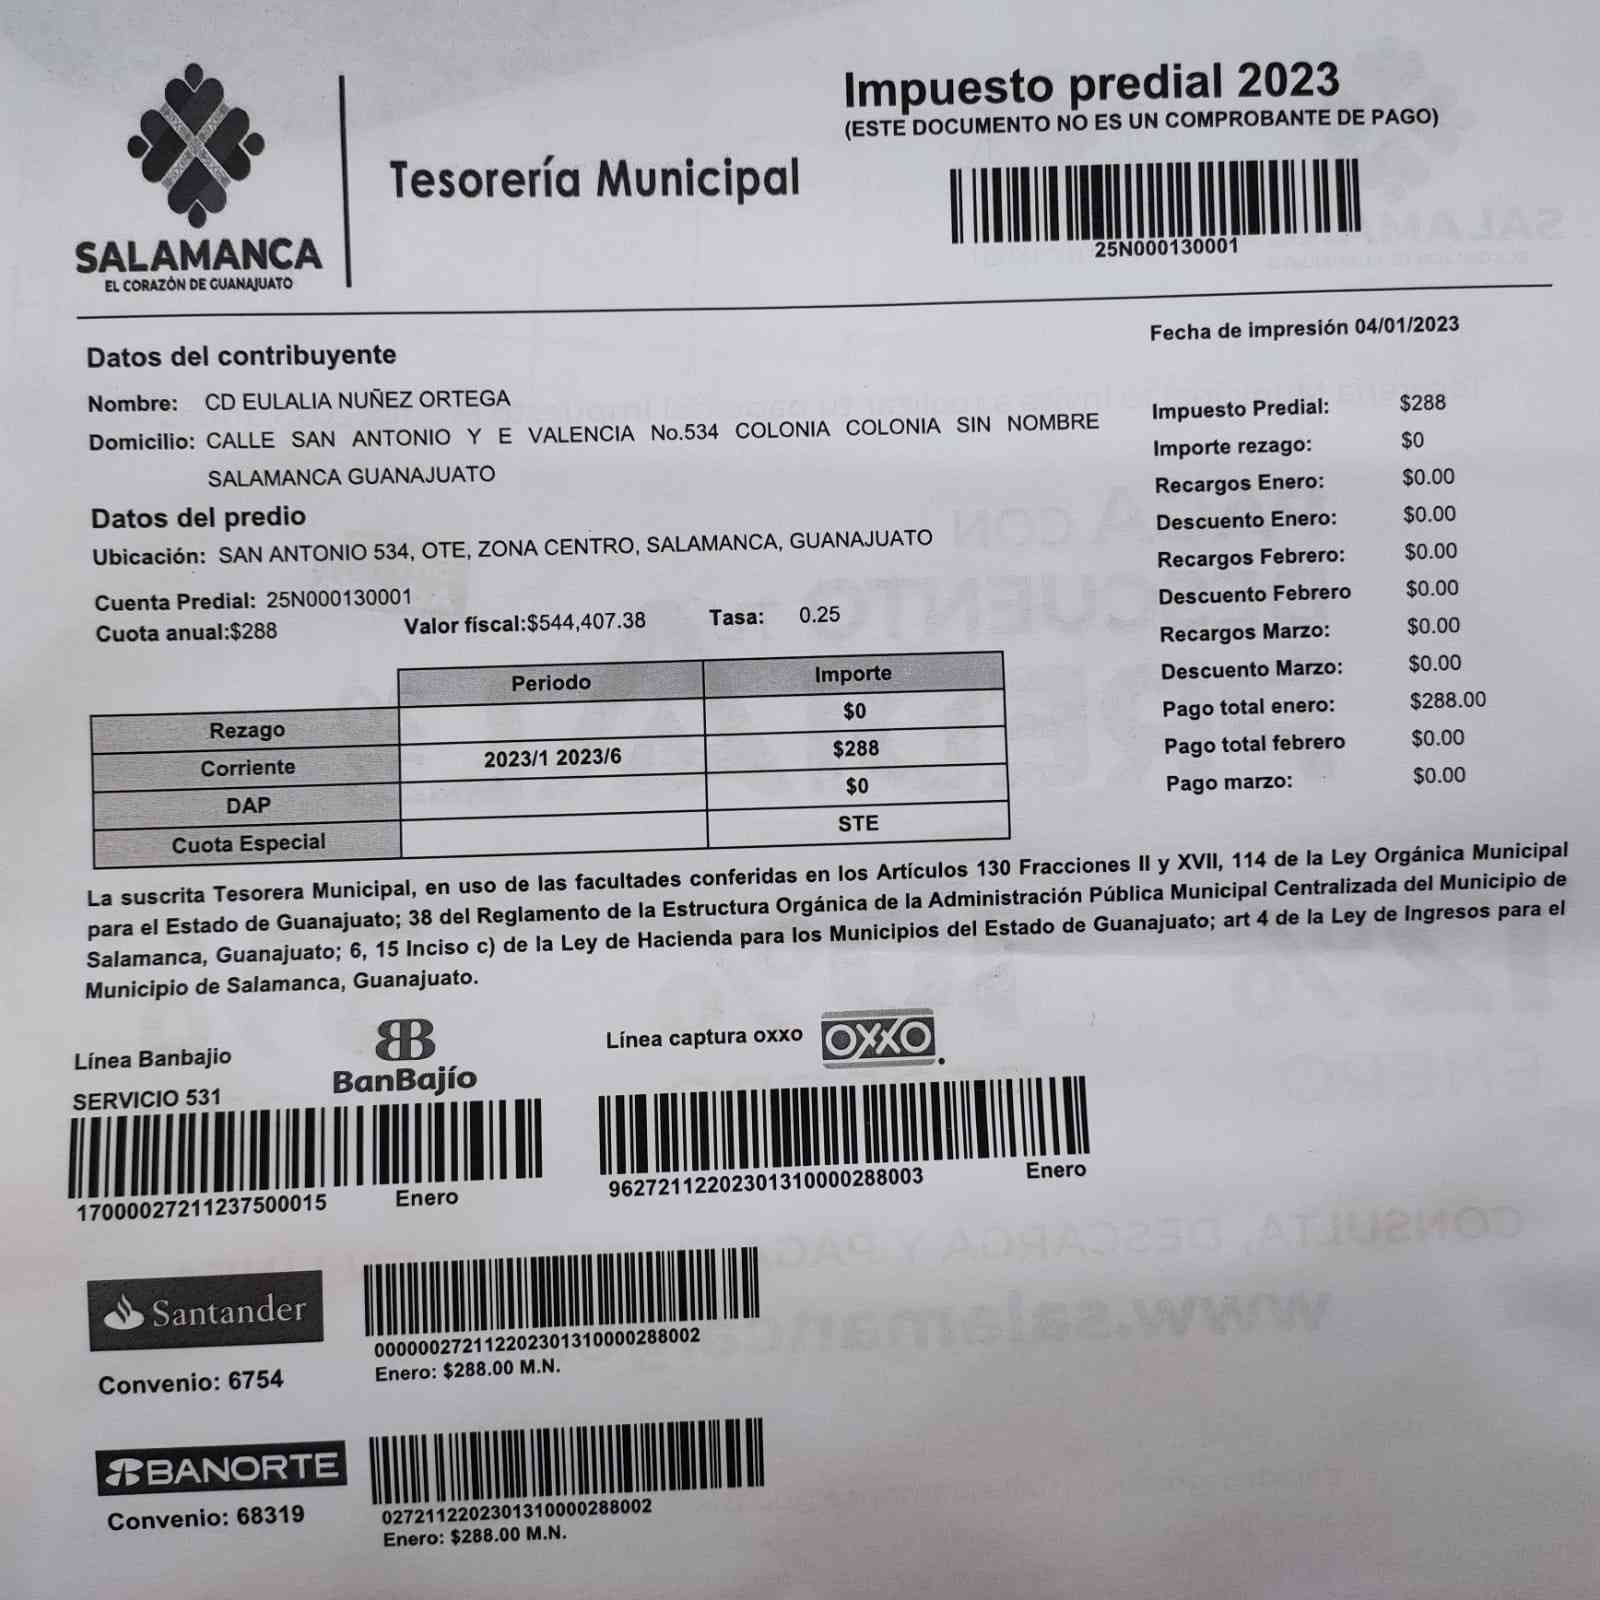 SALAMANCA
EL CORAZÓN DE GUANAJUATO
Tesorería Municipal
Impuesto predial 2023
(ESTE DOCUMENTO NO ES UN COMPROBANTE DE PAGO)
25N000130001
Fecha de impresión 04/01/2023
Datos del contribuyente
Nombre: CD EULALIA NUÑEZ ORTEGA
Domicilio: CALLE SAN ANTONIO Y E VALENCIA No.534 COLONIA COLONIA SIN NOMBRE
SALAMANCA GUANAJUATO
Datos del predio
Ubicación: SAN ANTONIO 534, OTE, ZONA CENTRO, SALAMANCA, GUANAJUATO
Cuenta Predial: 25N000130001
Cuota anual:$288 Valor físcal:$544,407.38 Tasa: 0.25
Impuesto Predial: $288
Importe rezago: $0
Recargos Enero: $0.00
Descuento Enero: $0.00
Recargos Febrero: $0.00
Descuento Febrero $0.00
Recargos Marzo: $0.00
Descuento Marzo: $0.00
Pago total enero: $288.00
Pago total febrero $0.00
Pago marzo: $0.00
Periodo Importe
Rezago $0
Corriente 2023/1 2023/6 $288
DAP $0
Cuota Especial STE
La suscrita Tesorera Municipal, en uso de las facultades conferidas en los Artículos 130 Fracciones II y XVII, 114 de la Ley Orgánica Municipal
para el Estado de Guanajuato; 38 del Reglamento de la Estructura Orgánica de la Administración Pública Municipal Centralizada del Municipio de
Salamanca, Guanajuato; 6, 15 Inciso c) de la Ley de Hacienda para los Municipios del Estado de Guanajuato; art 4 de la Ley de Ingresos para el
Municipio de Salamanca, Guanajuato.
Línea Banbajio
BanBajío
SERVICIO 531
17000027211237500015 Enero
Línea captura oxxo
OXXO
962721122023013100002880​03 Enero
Santander
Convenio: 6754
000000272112202301310000288002
Enero: $288.00 M.N.
BANORTE
Convenio: 68319
0272112202301310000288002
Enero: $288.00 M.N.